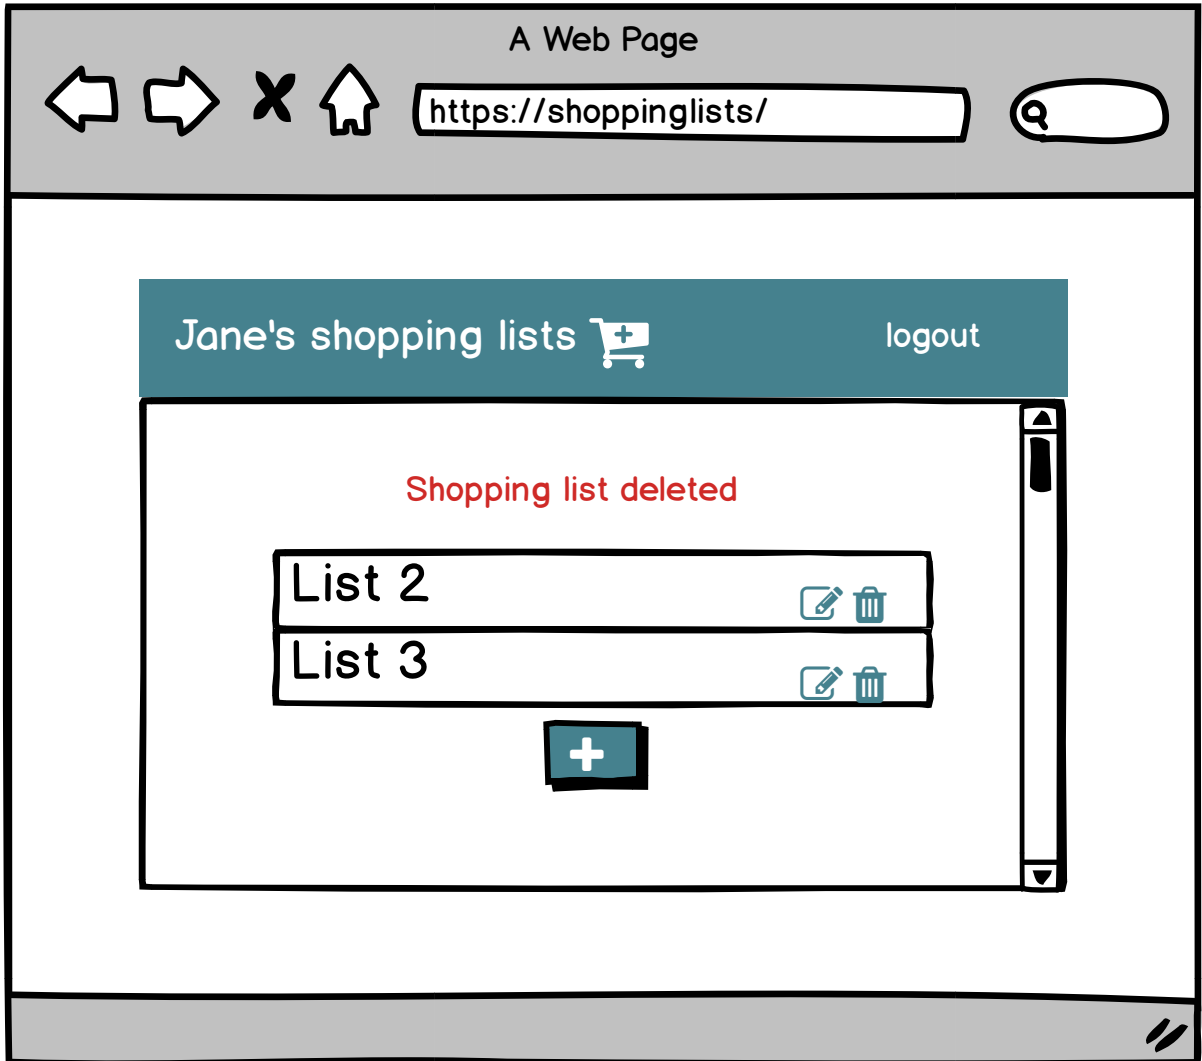 A Web Page
https://shoppinglists/
Jane's shopping lists
logout
Shopping list deleted
List 2
List 3